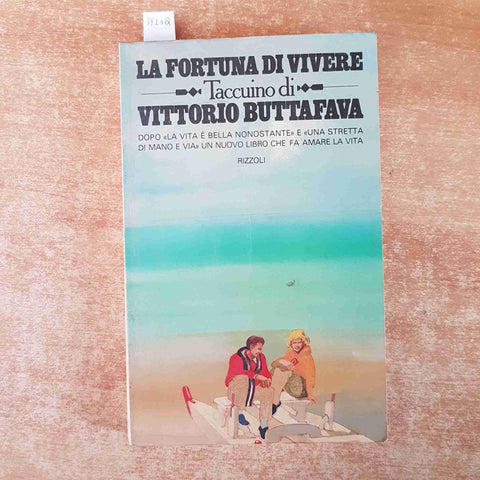 LA FORTUNA DI VIVERE
Taccuino di
VITTORIO BUTTAFAVA
DOPO «LA VITA È BELLA NONOSTANTE» E «UNA STRETTA
DI MANO E VIA» UN NUOVO LIBRO CHE FA AMARE LA VITA
RIZZOLI